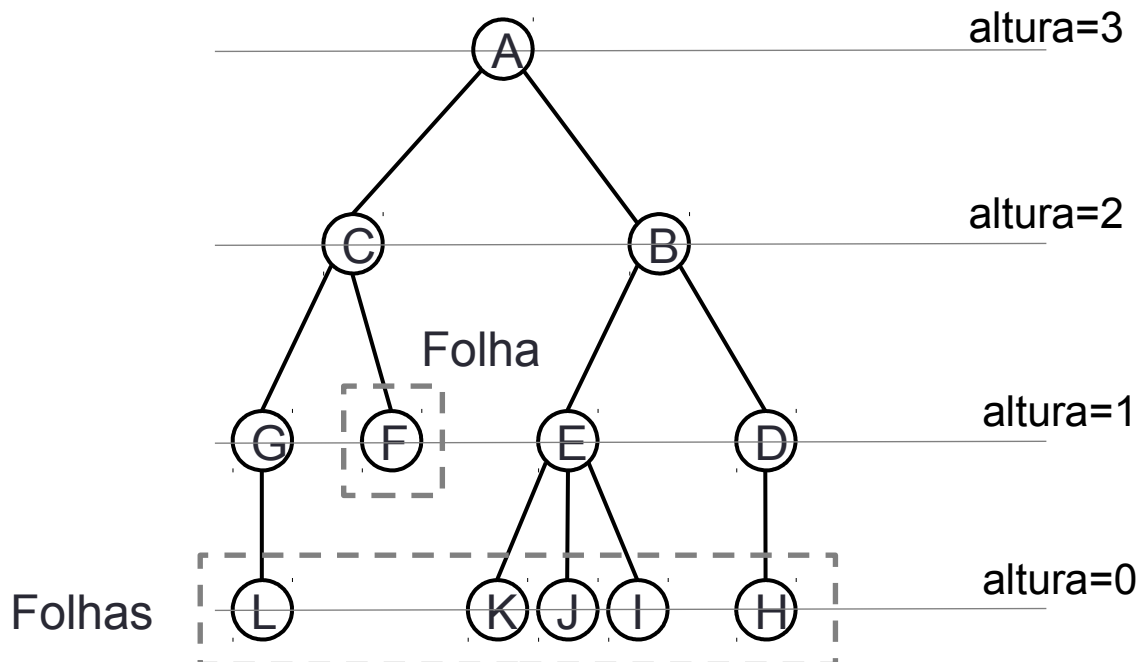 altura=3
A
altura=2
C B
Folha
altura=1
G F E D
altura=0
Folhas L K J I H